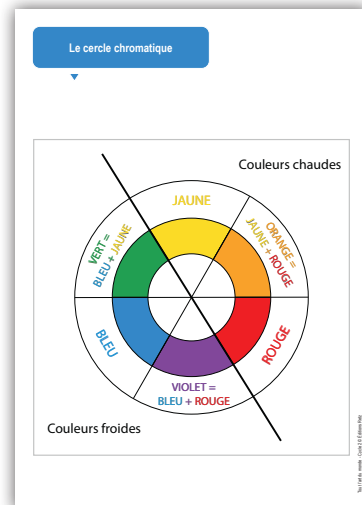 Le cercle chromatique
Couleurs chaudes
JAUNE
ORANGE =
JAUNE + ROUGE
VERT =
BLEU + JAUNE
BLEU
ROUGE
VIOLET =
BLEU + ROUGE
Couleurs froides